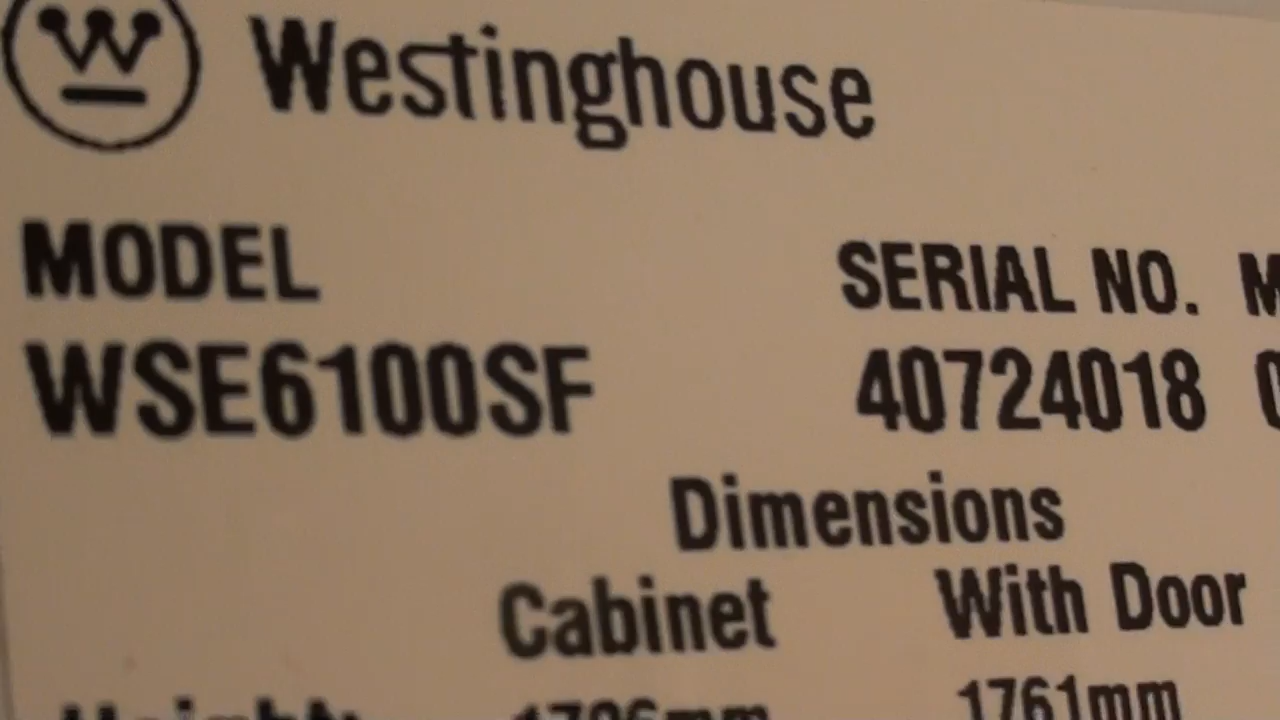 W Westinghouse
MODEL SERIAL NO.
WSE6100SF 40724018
Dimensions
Cabinet With Door
1761mm